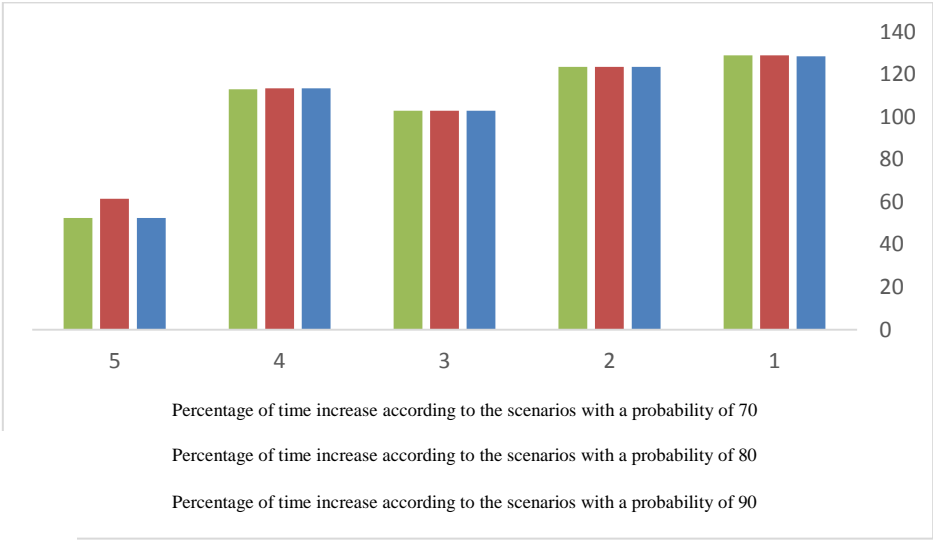 140
120
100
80
60
40
20
0
5 4 3 2 1
Percentage of time increase according to the scenarios with a probability of 70
Percentage of time increase according to the scenarios with a probability of 80
Percentage of time increase according to the scenarios with a probability of 90